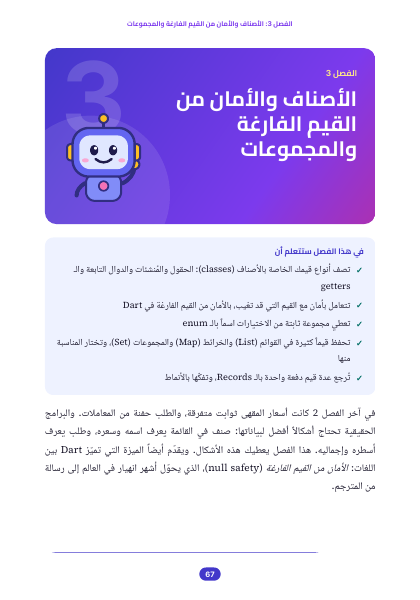 الفصل 3: الأصناف والأمان من القيم الفارغة والمجموعات
3
الفصل 3
الأصناف والأمان من
القيم الفارغة
والمجموعات
في هذا الفصل ستتعلم أن
✓ تصف أنواع قيمك الخاصة بالأصناف (classes): الحقول والمُنشئات والدوال التابعة والـ
getters
✓ تتعامل بأمان مع القيم التي قد تغيب، بالأمان من القيم الفارغة في Dart
✓ تعطي مجموعة ثابتة من الاختيارات اسماً بالـ enum
✓ تحفظ قيماً كثيرة في القوائم (List) والخرائط (Map) والمجموعات (Set)، وتختار المناسبة
منها
✓ تُرجع عدة قيم دفعة واحدة بالـ Records، وتفكّها بالأنماط
في آخر الفصل 2 كانت أسعار المقهى ثوابت متفرقة، والطلب حفنة من المعاملات. والبرامج
الحقيقية تحتاج أشكالاً أفضل لبياناتها: صنف في القائمة يعرف اسمه وسعره، وطلب يعرف
أسطره وإجماليه. هذا الفصل يعطيك هذه الأشكال. ويقدّم أيضاً الميزة التي تميّز Dart بين
اللغات: الأمان من القيم الفارغة (null safety)، الذي يحوّل أشهر انهيار في العالم إلى رسالة
من المترجم.
67